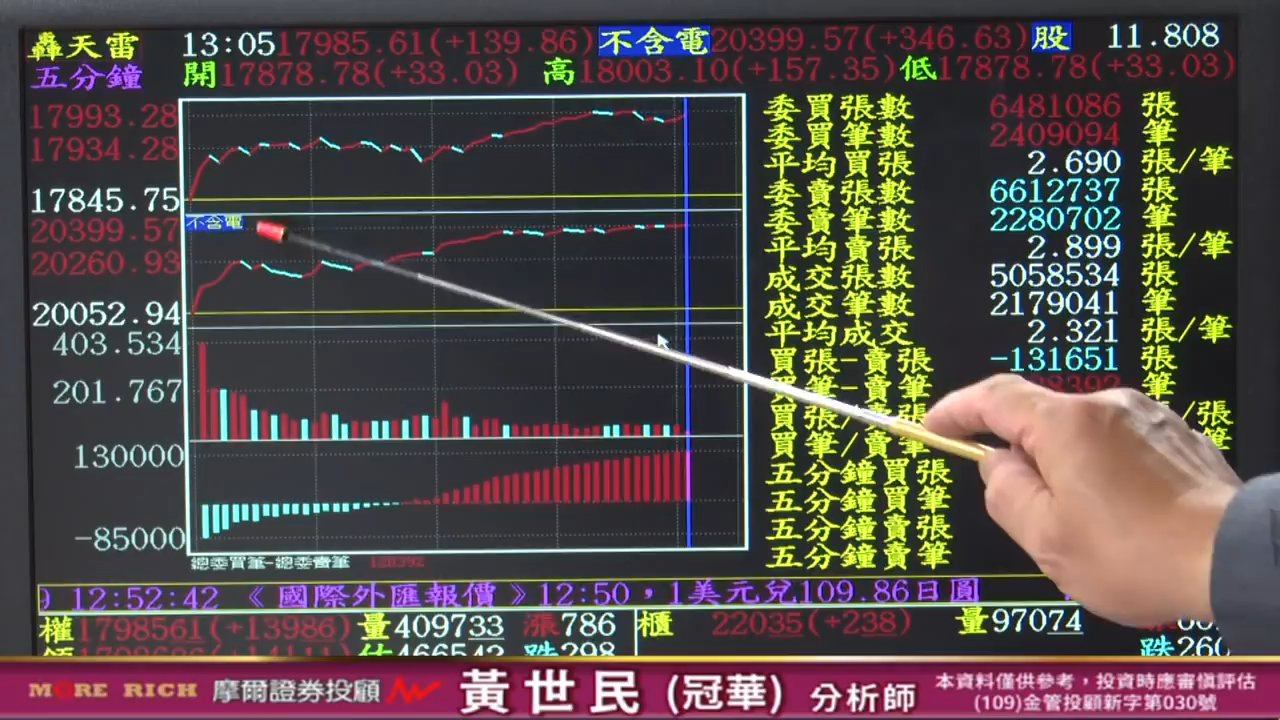 轟天雷 13:05 17985.61(+139.86) 不含電 20399.57(+346.63) 股 11.808
五分鐘 開17878.78(+33.03) 高18003.10(+157.35) 低17878.78(+33.03)
17993.28
17934.28
17845.75
不含電
20399.57
20260.93
20052.94
403.534
201.767
130000
-85000
總委買筆-總委賣筆 128392
委買張數 6481086 張
委買筆數 2409094 筆
平均買張 2.690 張/筆
委賣張數 6612737 張
委賣筆數 2280702 筆
平均賣張 2.899 張/筆
成交張數 5058534 張
成交筆數 2179041 筆
平均成交 2.321 張/筆
買張-賣張 -131651 張
買筆-賣筆 筆
買張/賣張 /張
買筆/賣筆
五分鐘買張
五分鐘買筆
五分鐘賣張
五分鐘賣筆
12:52:42 《國際外匯報價》12:50，1美元兌109.86日圓
權1798561(+13986) 量409733 漲786 櫃 22035(+238) 量97074
估466542 跌298 跌260
MORE RICH 摩爾證券投顧 黃世民 (冠華) 分析師
本資料僅供參考，投資時應審慎評估
(109)金管投顧新字第030號